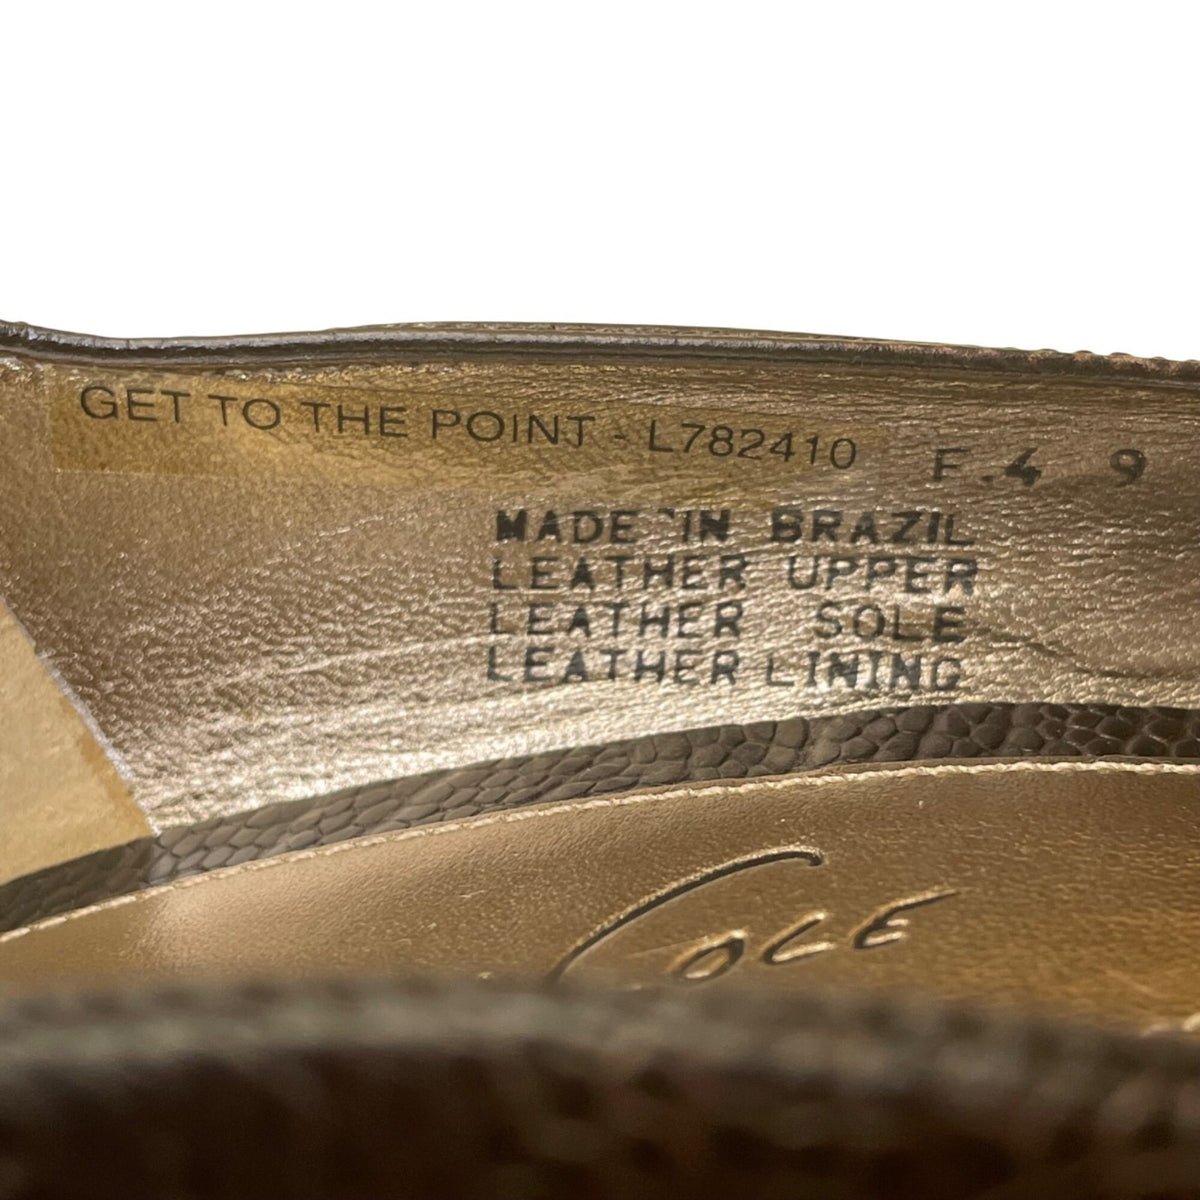 GET TO THE POINT - L782410 F.4 9
MADE IN BRAZIL
LEATHER UPPER
LEATHER SOLE
LEATHER LINING
COLE